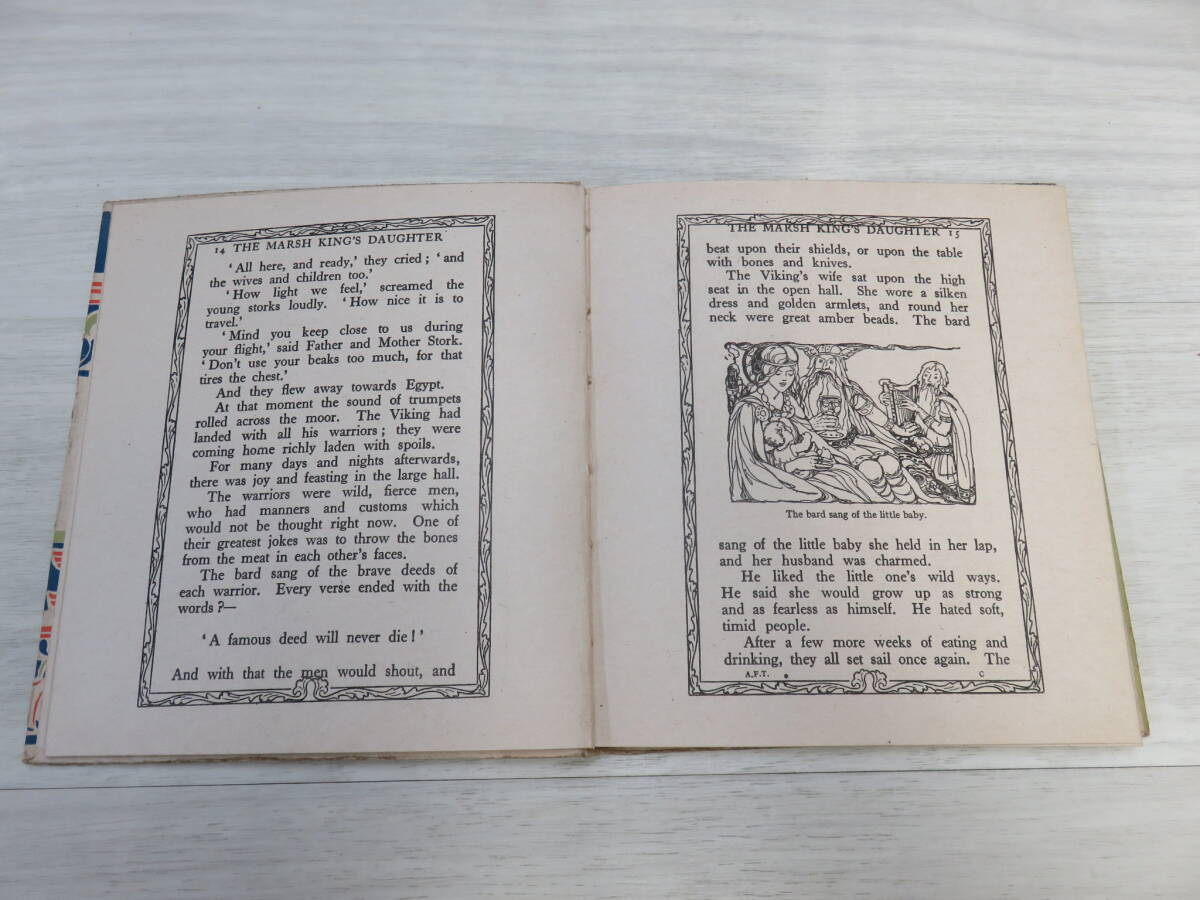 14 THE MARSH KING'S DAUGHTER
'All here, and ready,' they cried; 'and
the wives and children too.'
'How light we feel,' screamed the
young storks loudly. 'How nice it is to
travel.'
'Mind you keep close to us during
your flight,' said Father and Mother Stork.
'Don't use your beaks too much, for that
tires the chest.'
And they flew away towards Egypt.
At that moment the sound of trumpets
rolled across the moor. The Viking had
landed with all his warriors; they were
coming home richly laden with spoils.
For many days and nights afterwards,
there was joy and feasting in the large hall.
The warriors were wild, fierce men,
who had manners and customs which
would not be thought right now. One of
their greatest jokes was to throw the bones
from the meat in each other's faces.
The bard sang of the brave deeds of
each warrior. Every verse ended with the
words?—
'A famous deed will never die!'
And with that the men would shout, and
THE MARSH KING'S DAUGHTER 15
beat upon their shields, or upon the table
with bones and knives.
The Viking's wife sat upon the high
seat in the open hall. She wore a silken
dress and golden armlets, and round her
neck were great amber beads. The bard
The bard sang of the little baby.
sang of the little baby she held in her lap,
and her husband was charmed.
He liked the little one's wild ways.
He said she would grow up as strong
and as fearless as himself. He hated soft,
timid people.
After a few more weeks of eating and
drinking, they all set sail once again. The
A.F.T. C